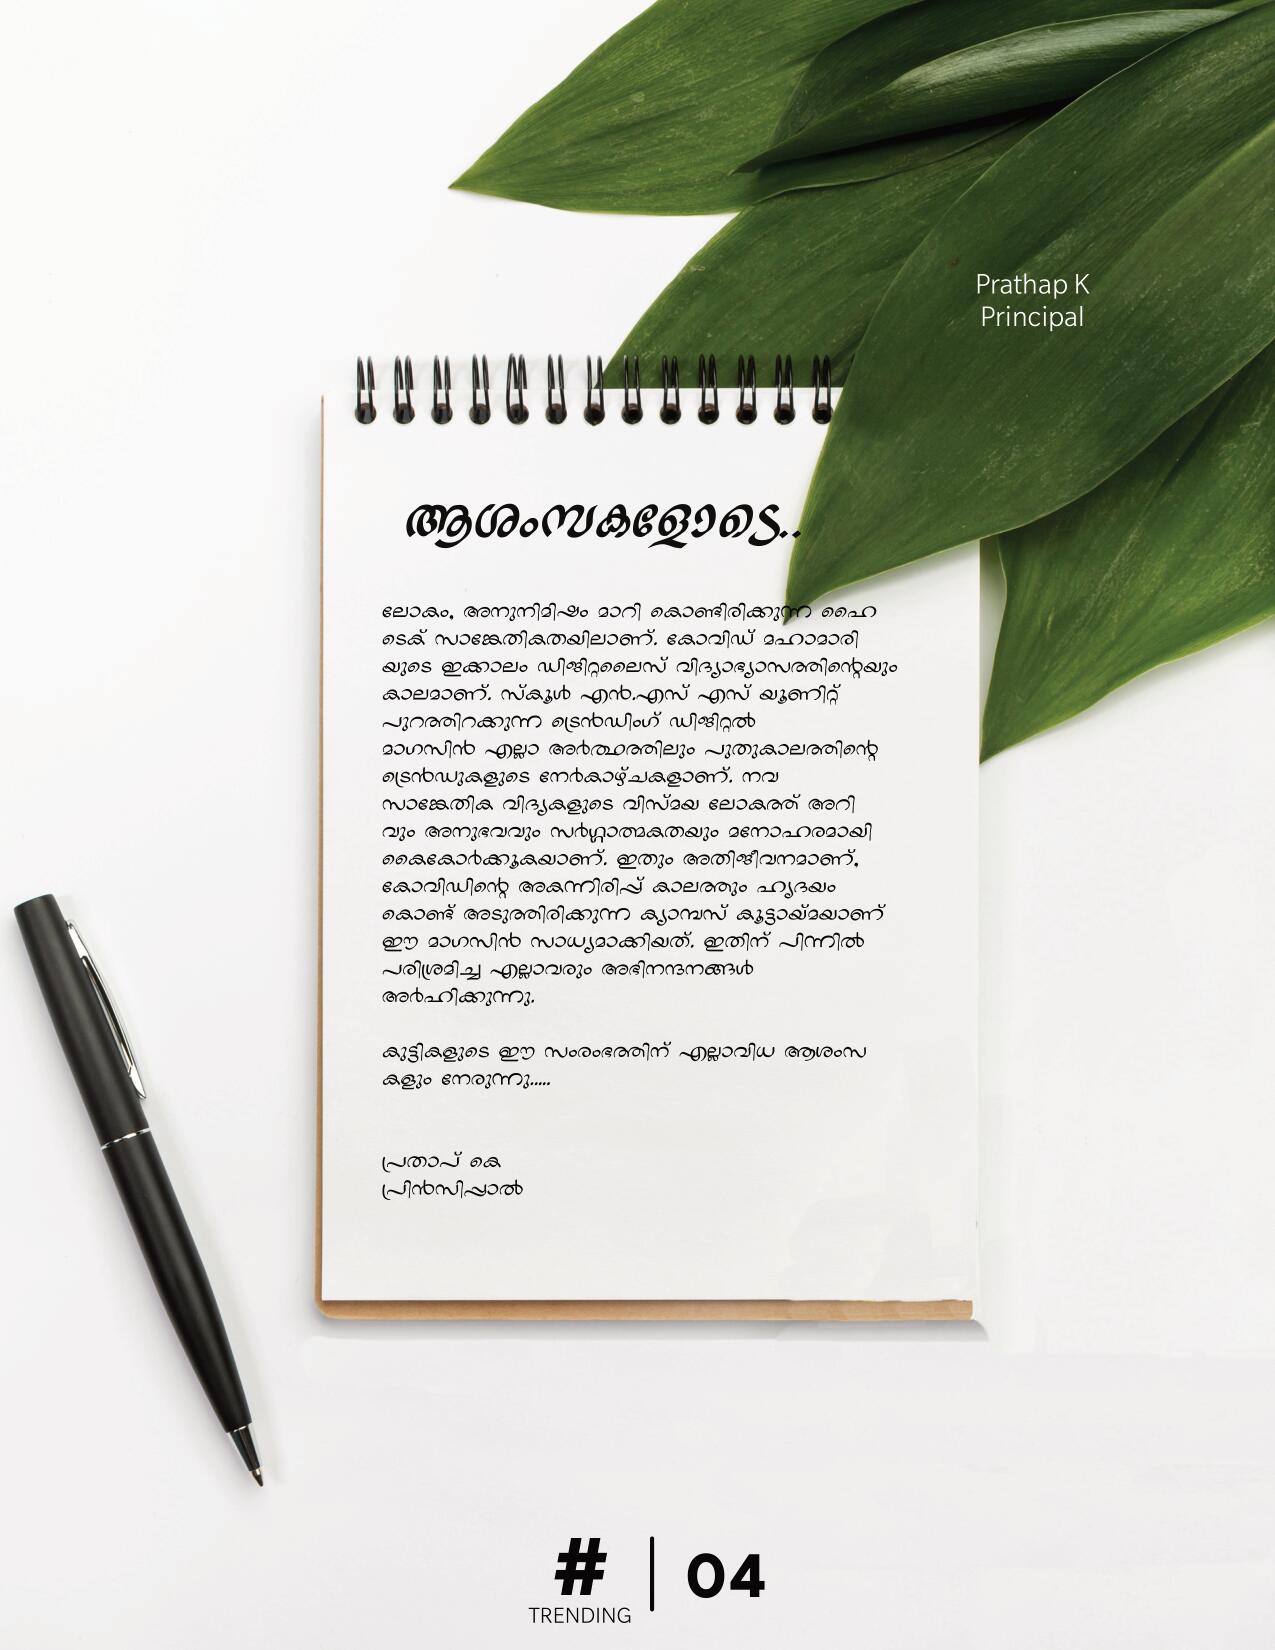 Prathap K
Principal
ആശംസകളോടെ..
ലോകം, അനുനിമിഷം മാറി കൊണ്ടിരിക്കുന്ന ഹൈ
ടെക് സാങ്കേതികതയിലാണ്. കോവിഡ് മഹാമാരി
യുടെ ഇക്കാലം ഡിജിറ്റലൈസ് വിദ്യാഭ്യാസത്തിന്റെയും
കാലമാണ്. സ്കൂൾ എൻ.എസ് എസ് യൂണിറ്റ്
പുറത്തിറക്കുന്ന ട്രെൻഡിംഗ് ഡിജിറ്റൽ
മാഗസിൻ എല്ലാ അർത്ഥത്തിലും പുതുകാലത്തിന്റെ
ട്രെൻഡുകളുടെ നേർകാഴ്ചകളാണ്. നവ
സാങ്കേതിക വിദ്യകളുടെ വിസ്മയ ലോകത്ത് അറി
വും അനുഭവവും സർഗ്ഗാത്മകതയും മനോഹരമായി
കൈകോർക്കൂകയാണ്. ഇതും അതിജീവനമാണ്,
കോവിഡിന്റെ അകന്നിരിപ്പ് കാലത്തും ഹൃദയം
കൊണ്ട് അടുത്തിരിക്കുന്ന ക്യാമ്പസ് കൂട്ടായ്മയാണ്
ഈ മാഗസിൻ സാധ്യമാക്കിയത്. ഇതിന് പിന്നിൽ
പരിശ്രമിച്ച എല്ലാവരും അഭിനന്ദനങ്ങൾ
അർഹിക്കുന്നു.
കുട്ടികളുടെ ഈ സംരംഭത്തിന് എല്ലാവിധ ആശംസ
കളും നേരുന്നു.....
പ്രതാപ് കെ
പ്രിൻസിപ്പാൽ
# | 04
TRENDING